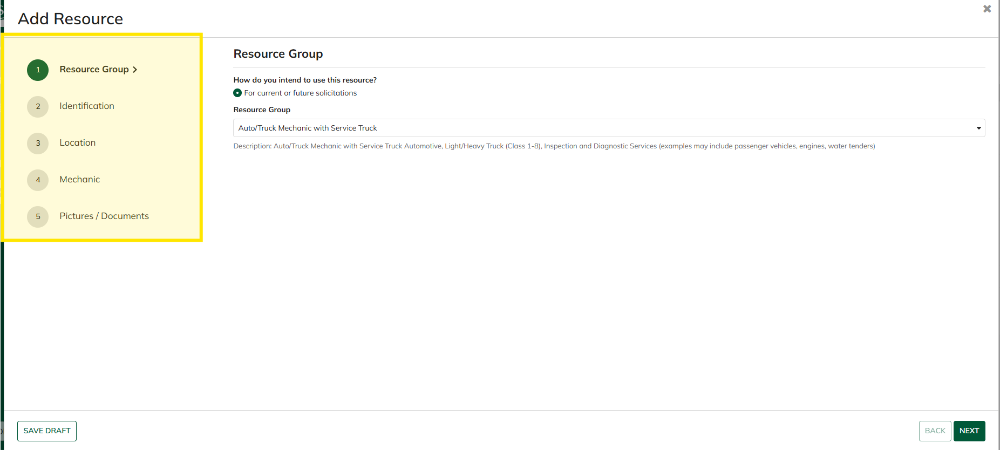 Add Resource
1 Resource Group
2 Identification
3 Location
4 Mechanic
5 Pictures / Documents
Resource Group
How do you intend to use this resource?
For current or future solicitations
Resource Group
Auto/Truck Mechanic with Service Truck
Description: Auto/Truck Mechanic with Service Truck Automotive, Light/Heavy Truck (Class 1-8), Inspection and Diagnostic Services (examples may include passenger vehicles, engines, water tenders)
SAVE DRAFT
BACK
NEXT